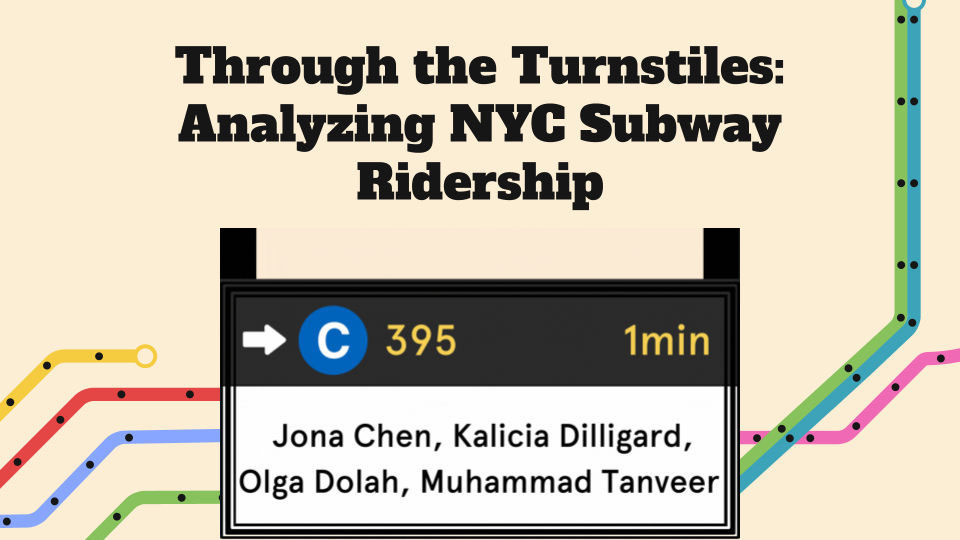 Through the Turnstiles:
Analyzing NYC Subway
Ridership
C 395 1min
Jona Chen, Kalicia Dilligard,
Olga Dolah, Muhammad Tanveer